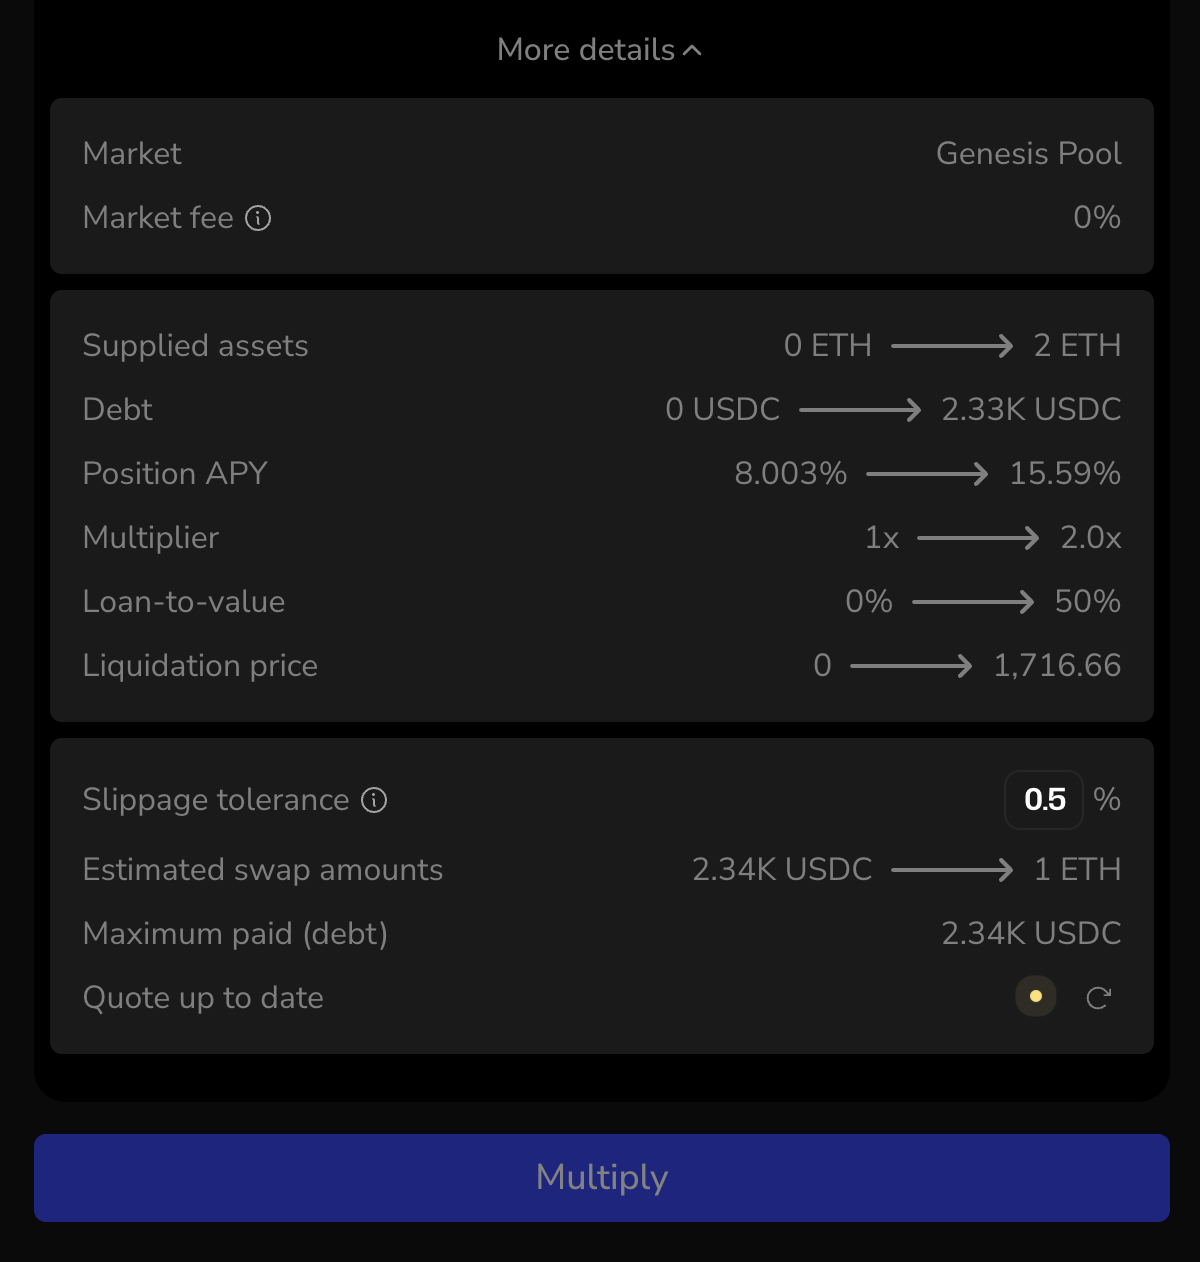 More details
Market Genesis Pool
Market fee 0%
Supplied assets 0 ETH 2 ETH
Debt 0 USDC 2.33K USDC
Position APY 8.003% 15.59%
Multiplier 1x 2.0x
Loan-to-value 0% 50%
Liquidation price 0 1,716.66
Slippage tolerance 0.5 %
Estimated swap amounts 2.34K USDC 1 ETH
Maximum paid (debt) 2.34K USDC
Quote up to date
Multiply